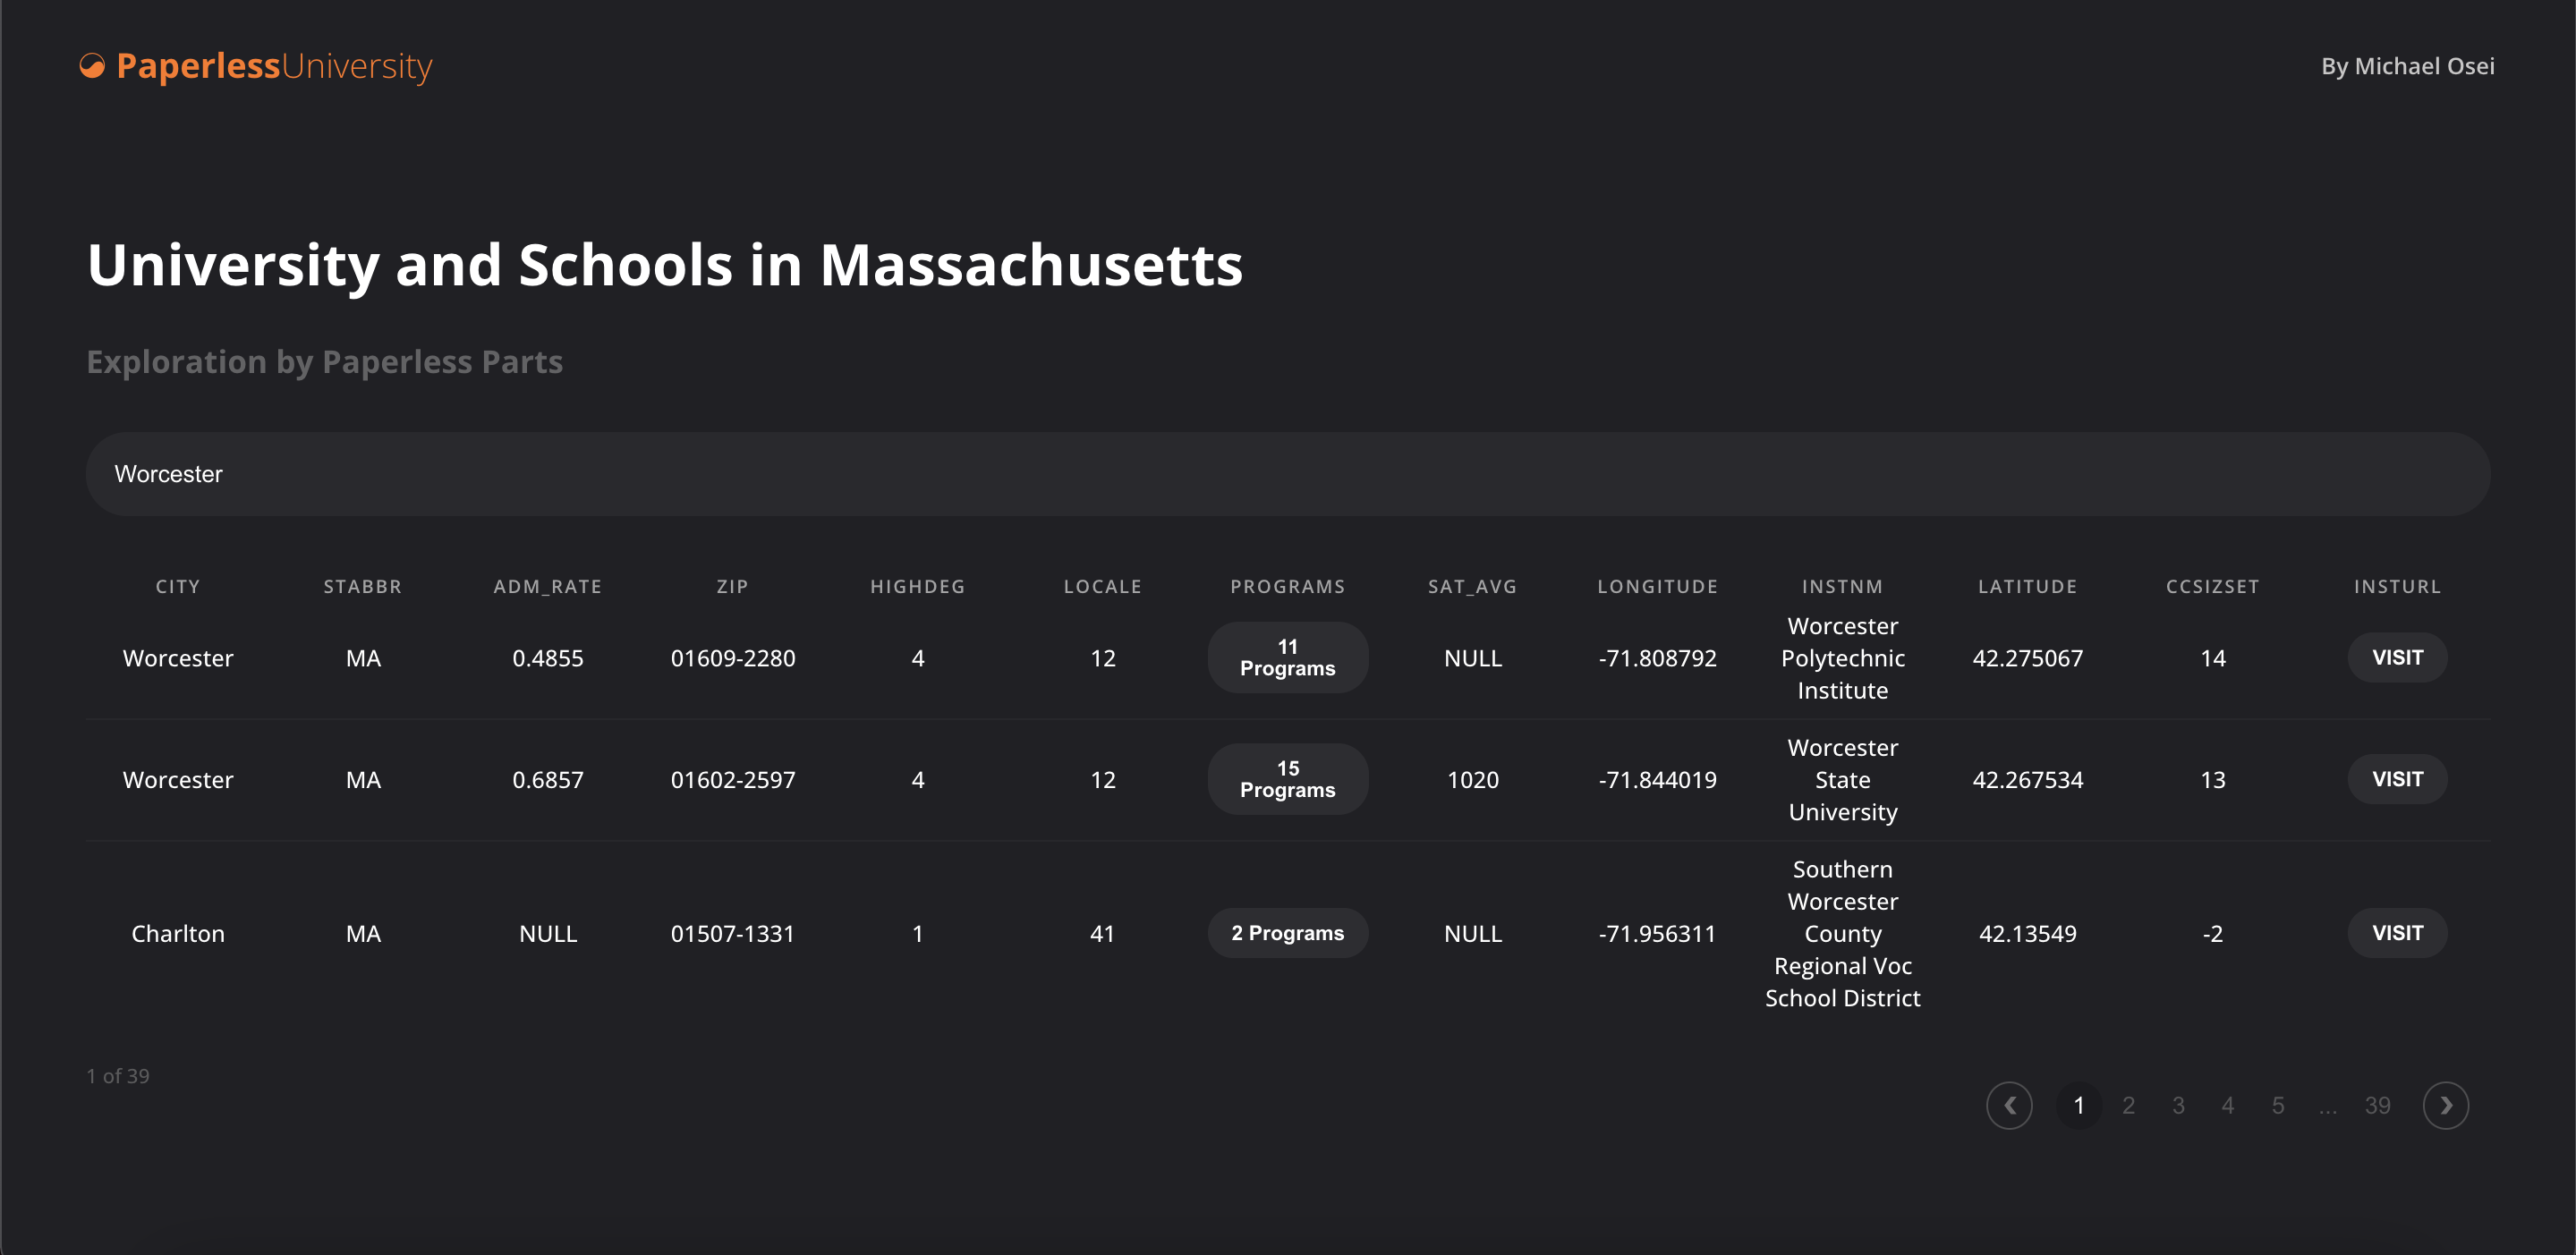 PaperlessUniversity
By Michael Osei
University and Schools in Massachusetts
Exploration by Paperless Parts
Worcester
CITY STABBR ADM_RATE ZIP HIGHDEG LOCALE PROGRAMS SAT_AVG LONGITUDE INSTNM LATITUDE CCSIZSET INSTURL
Worcester MA 0.4855 01609-2280 4 12 11 Programs NULL -71.808792 Worcester Polytechnic Institute 42.275067 14 VISIT
Worcester MA 0.6857 01602-2597 4 12 15 Programs 1020 -71.844019 Worcester State University 42.267534 13 VISIT
Charlton MA NULL 01507-1331 1 41 2 Programs NULL -71.956311 Southern Worcester County Regional Voc School District 42.13549 -2 VISIT
1 of 39
❮ 1 2 3 4 5 ... 39 ❯